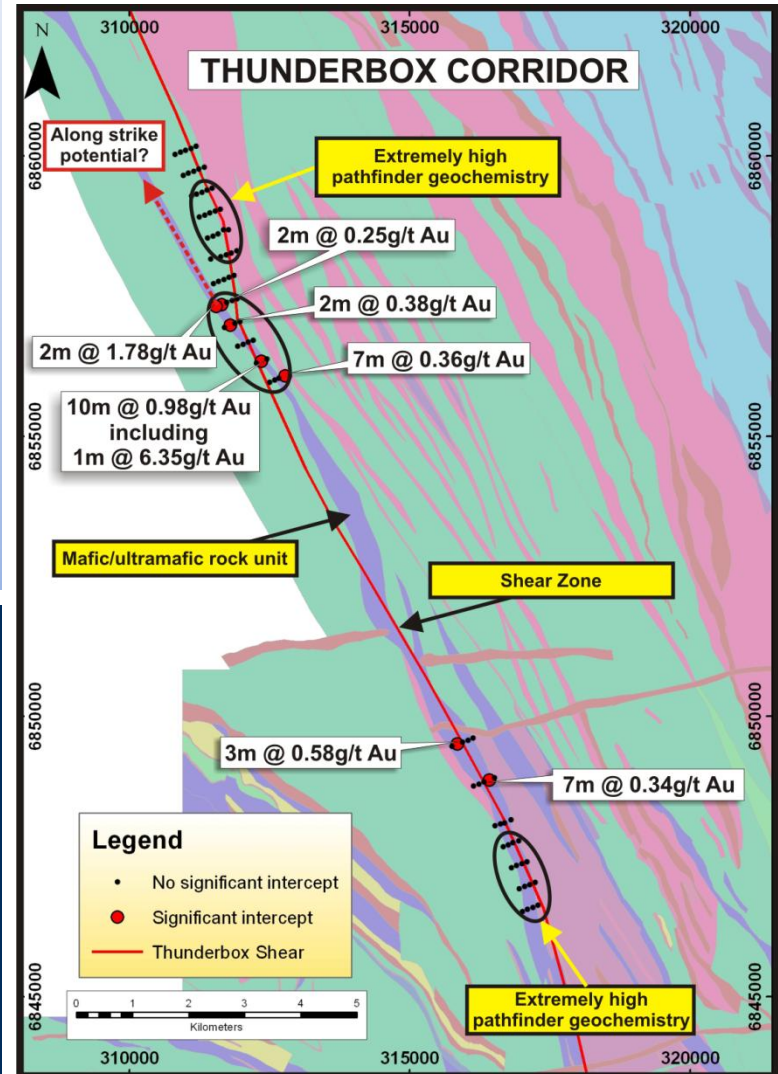 310000
315000
320000
N
THUNDERBOX CORRIDOR
Along strike
potential?
6860000
6860000
Extremely high
pathfinder geochemistry
2m @ 0.25g/t Au
2m @ 0.38g/t Au
2m @ 1.78g/t Au
7m @ 0.36g/t Au
10m @ 0.98g/t Au
including
1m @ 6.35g/t Au
6855000
6855000
Mafic/ultramafic rock unit
Shear Zone
6850000
6850000
3m @ 0.58g/t Au
7m @ 0.34g/t Au
Legend
No significant intercept
Significant intercept
Thunderbox Shear
0 1 2 3 4 5
Kilometers
6845000
6845000
Extremely high
pathfinder geochemistry
310000
315000
320000